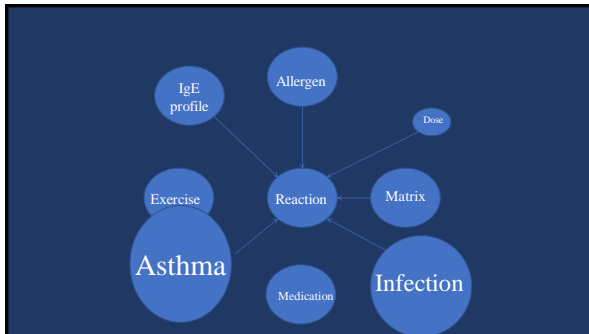 Allergen
IgE
profile
Dose
Exercise
Reaction
Matrix
Asthma
Infection
Medication